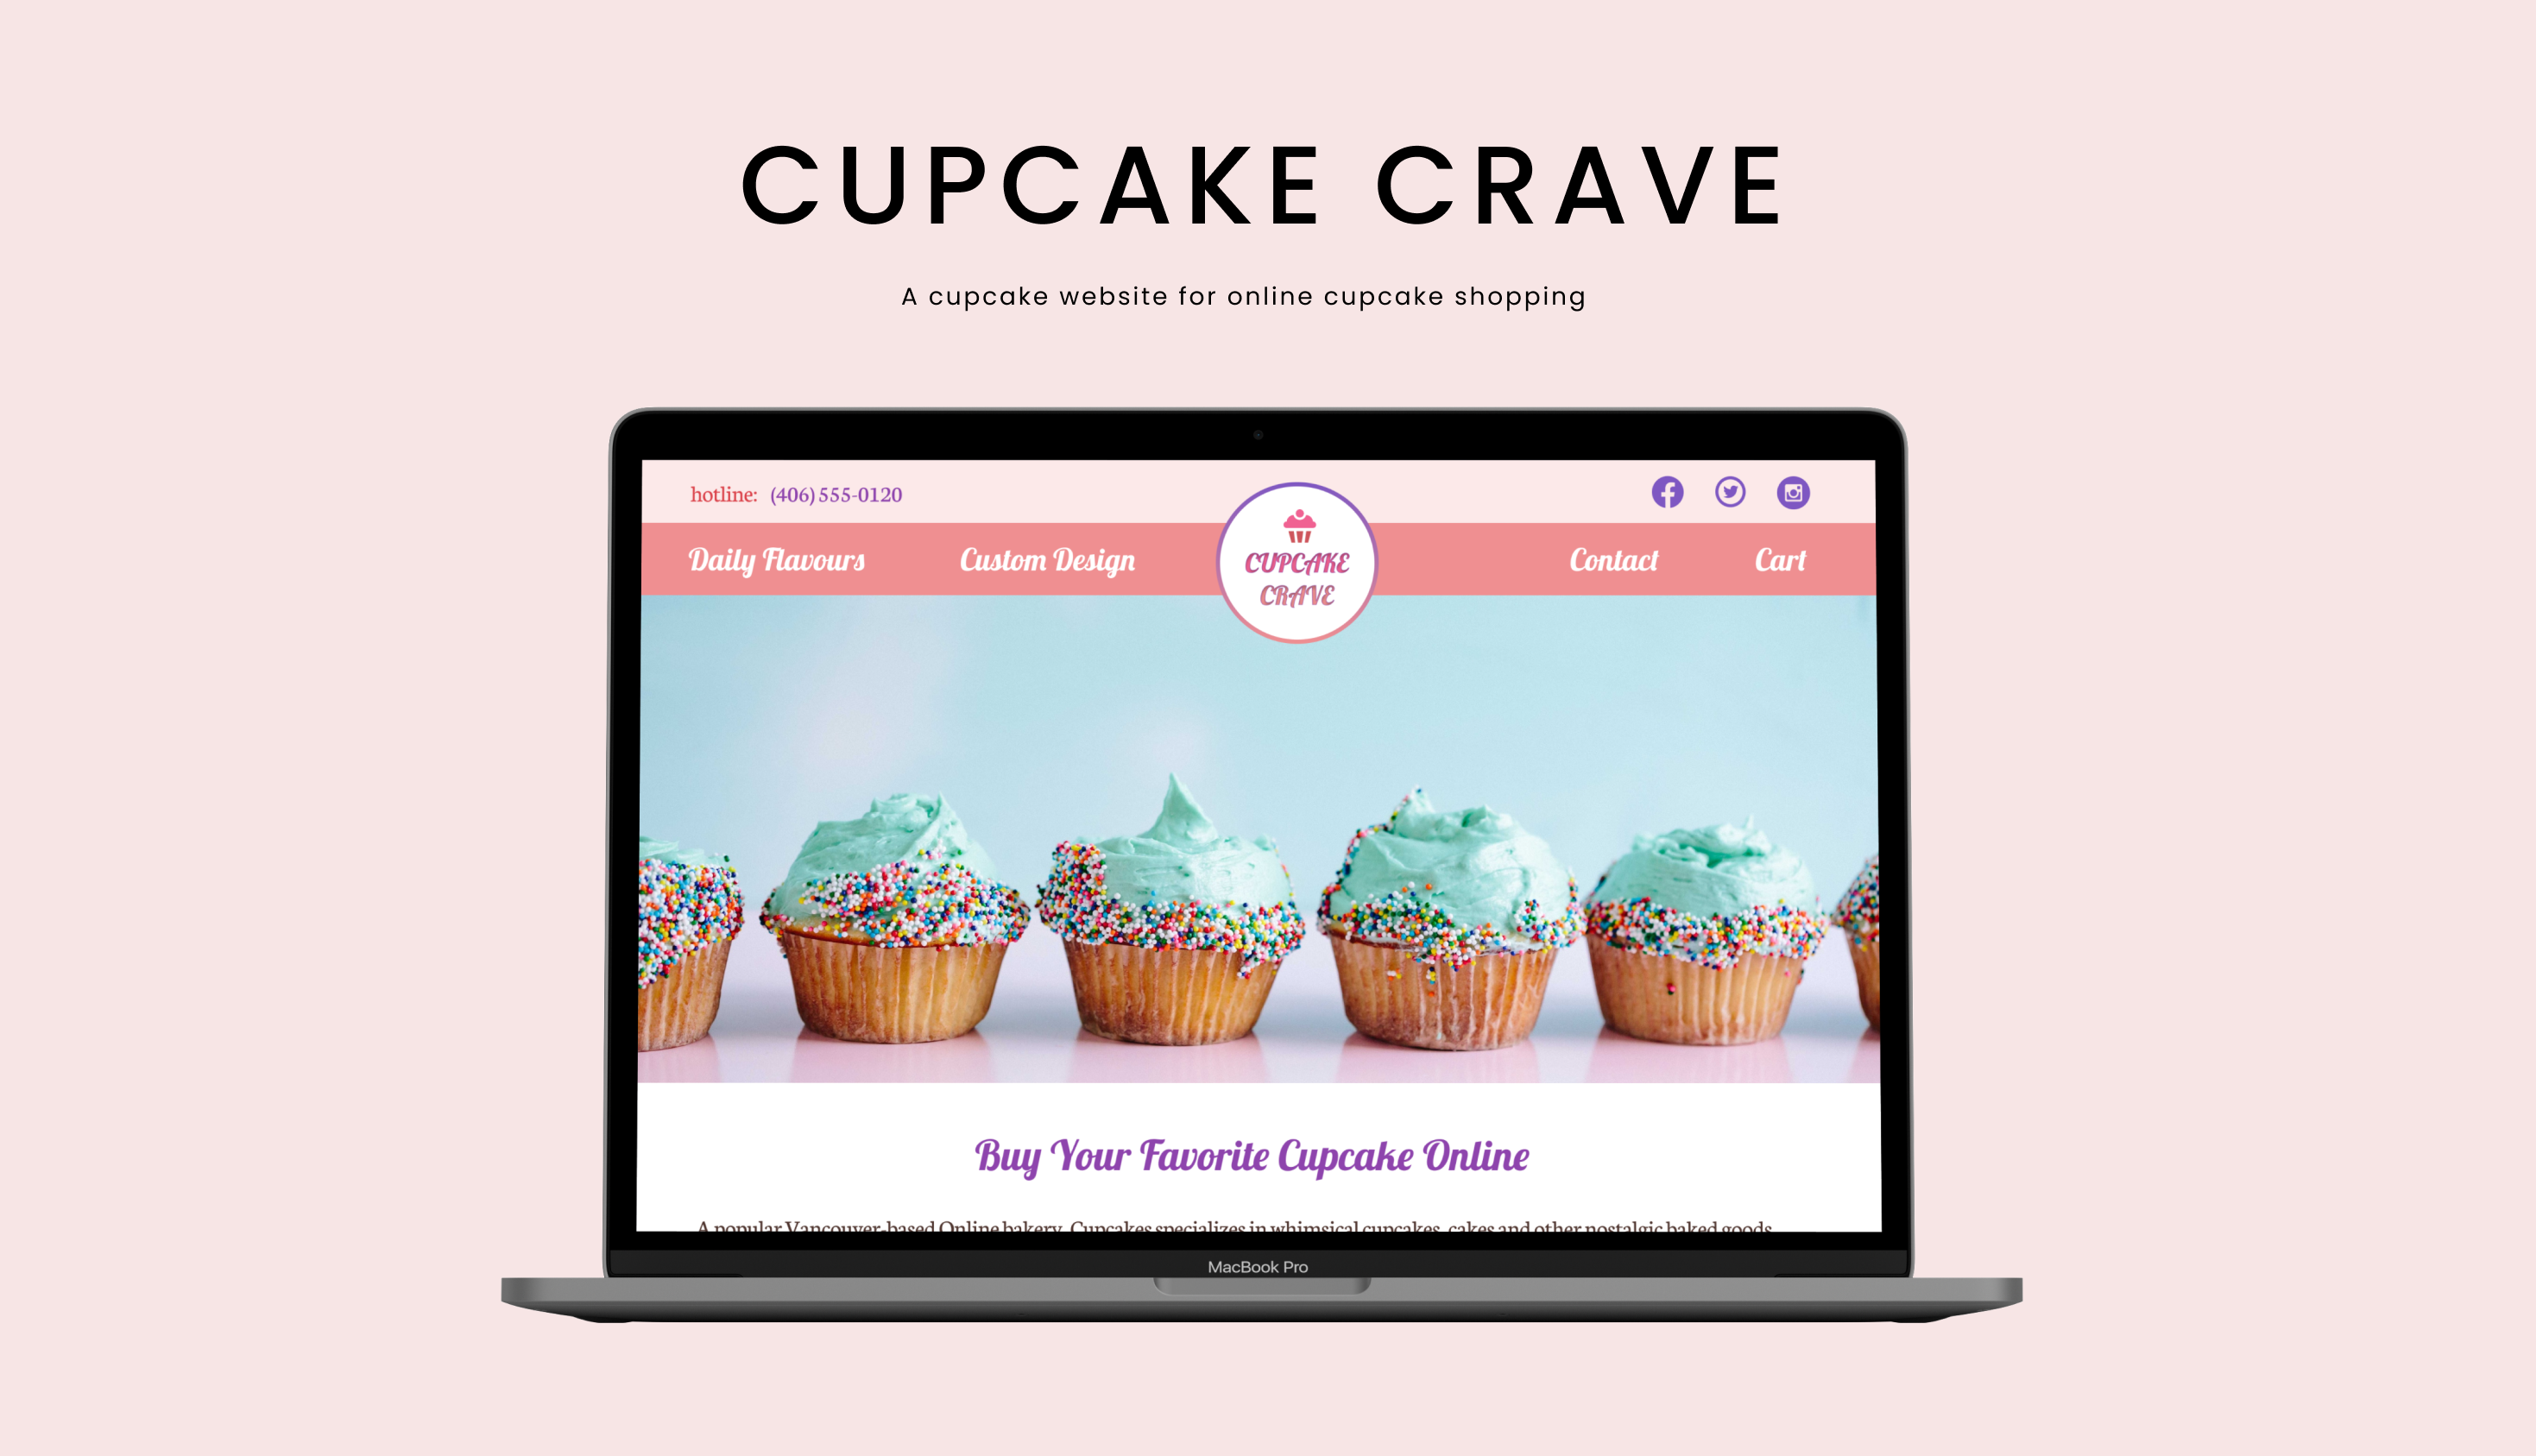 CUPCAKE CRAVE
A cupcake website for online cupcake shopping
hotline: (406) 555-0120
Daily Flavours
Custom Design
CUPCAKE
CRAVE
Contact
Cart
Buy Your Favorite Cupcake Online
A popular Vancouver-based Online bakery, Cupcakes specializes in whimsical cupcakes, cakes and other nostalgic baked goods
MacBook Pro